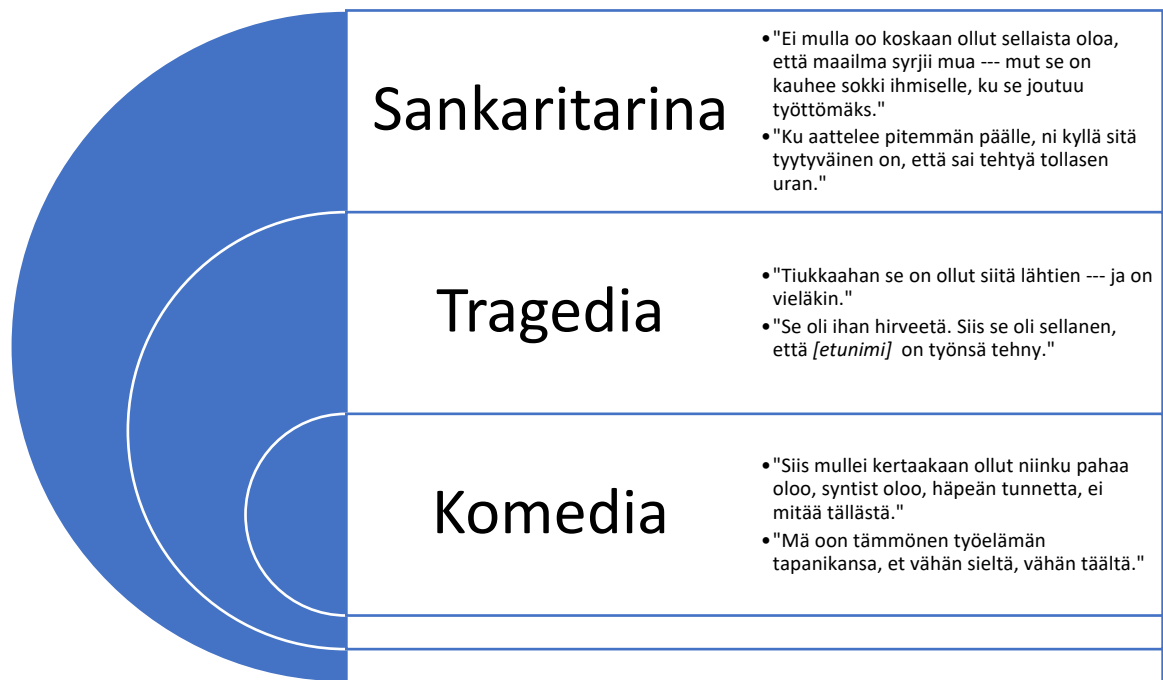 Sankaritarina
•"Ei mulla oo koskaan ollut sellaista oloa,
että maailma syrjii mua --- mut se on
kauhee sokki ihmiselle, ku se joutuu
työttömäks."
•"Ku aattelee pitemmän päälle, ni kyllä sitä
tyytyväinen on, että sai tehtyä tollasen
uran."
Tragedia
•"Tiukkaahan se on ollut siitä lähtien --- ja on
vieläkin."
•"Se oli ihan hirveetä. Siis se oli sellanen,
että [etunimi] on työnsä tehny."
Komedia
•"Siis mullei kertaakaan ollut niinku pahaa
oloo, syntist oloo, häpeän tunnetta, ei
mitää tällästä."
•"Mä oon tämmönen työelämän
tapanikansa, et vähän sieltä, vähän täältä."